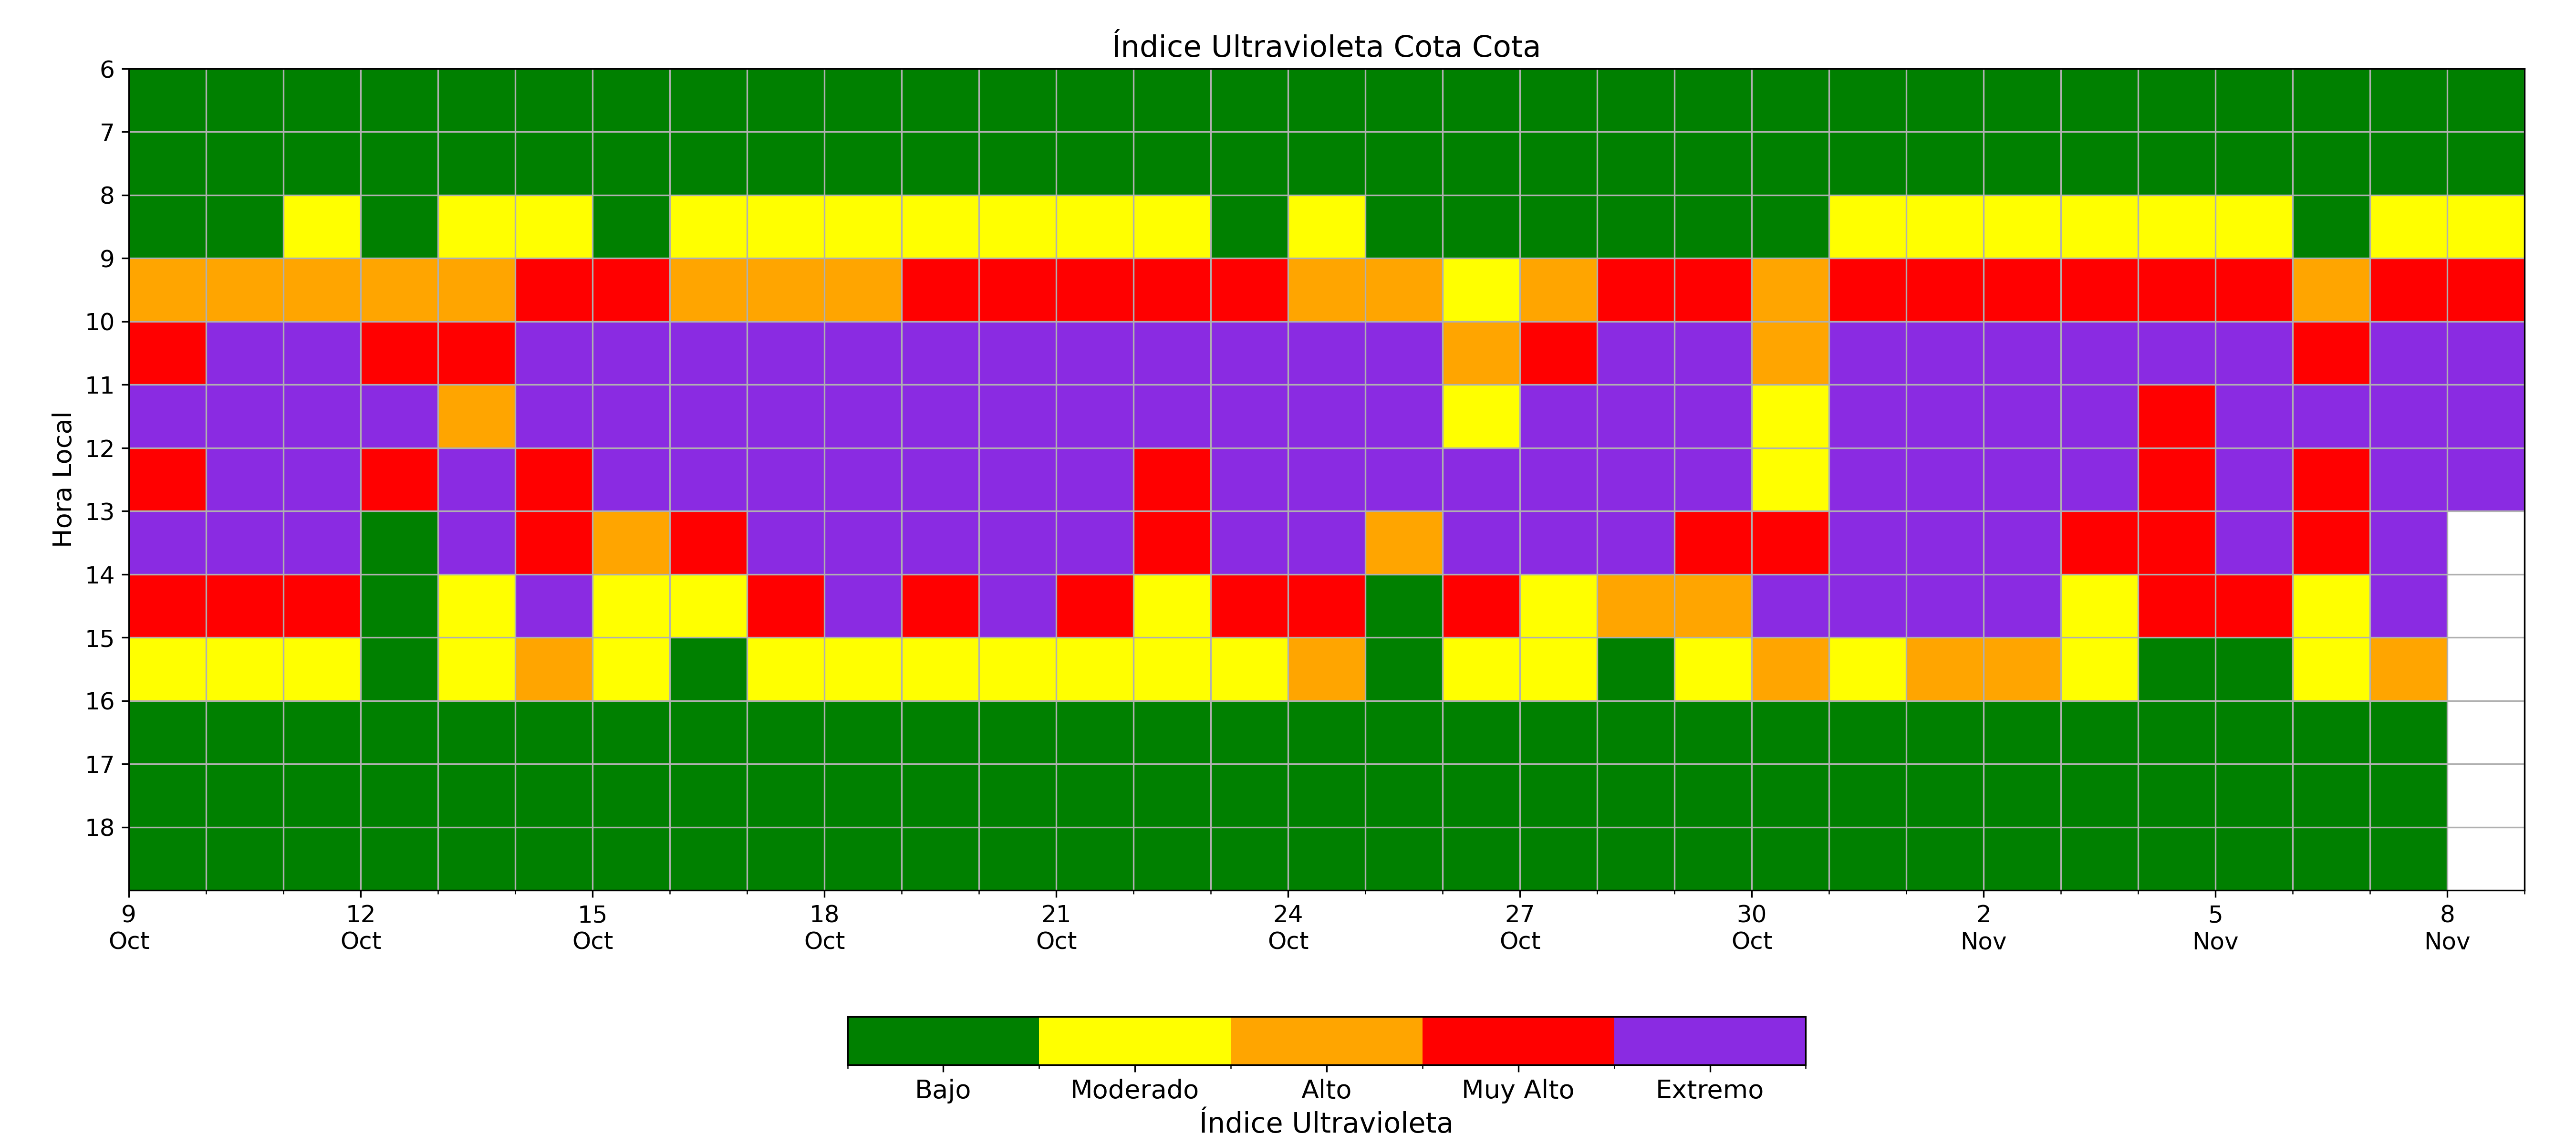 Índice Ultravioleta Cota Cota
Hora Local
6
7
8
9
10
11
12
13
14
15
16
17
18
9 12 15 18 21 24 27 30 2 5 8
Oct Oct Oct Oct Oct Oct Oct Oct Nov Nov Nov
Bajo Moderado Alto Muy Alto Extremo
Índice Ultravioleta